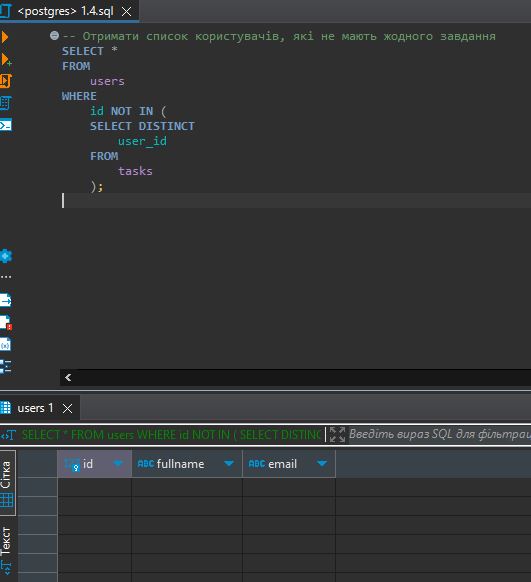 <postgres> 1.4.sql
-- Отримати список користувачів, які не мають жодного завдання
SELECT *
FROM
users
WHERE
id NOT IN (
SELECT DISTINCT
user_id
FROM
tasks
);
users 1
SELECT * FROM users WHERE id NOT IN ( SELECT DISTINC
Введіть вираз SQL для фільтрац
Сітка
id
ABC fullname
ABC email
Текст